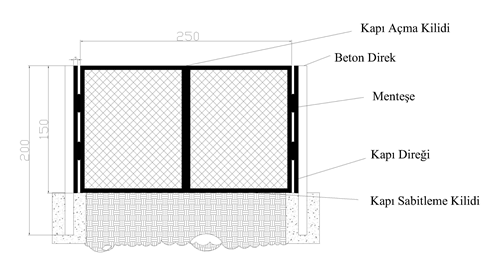 Kapı Açma Kilidi
250
Beton Direk
Menteşe
200
150
Kapı Direği
Kapı Sabitleme Kilidi